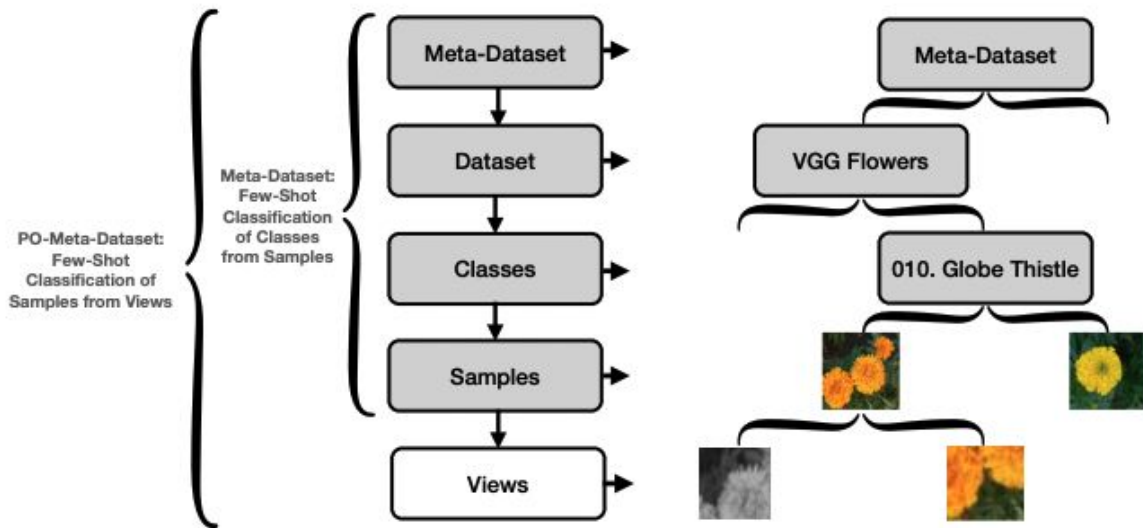 Meta-Dataset
Meta-Dataset
Dataset
VGG Flowers
Meta-Dataset:
Few-Shot
Classification
of Classes
from Samples
PO-Meta-Dataset:
Few-Shot
Classification of
Samples from Views
Classes
010. Globe Thistle
Samples
Views